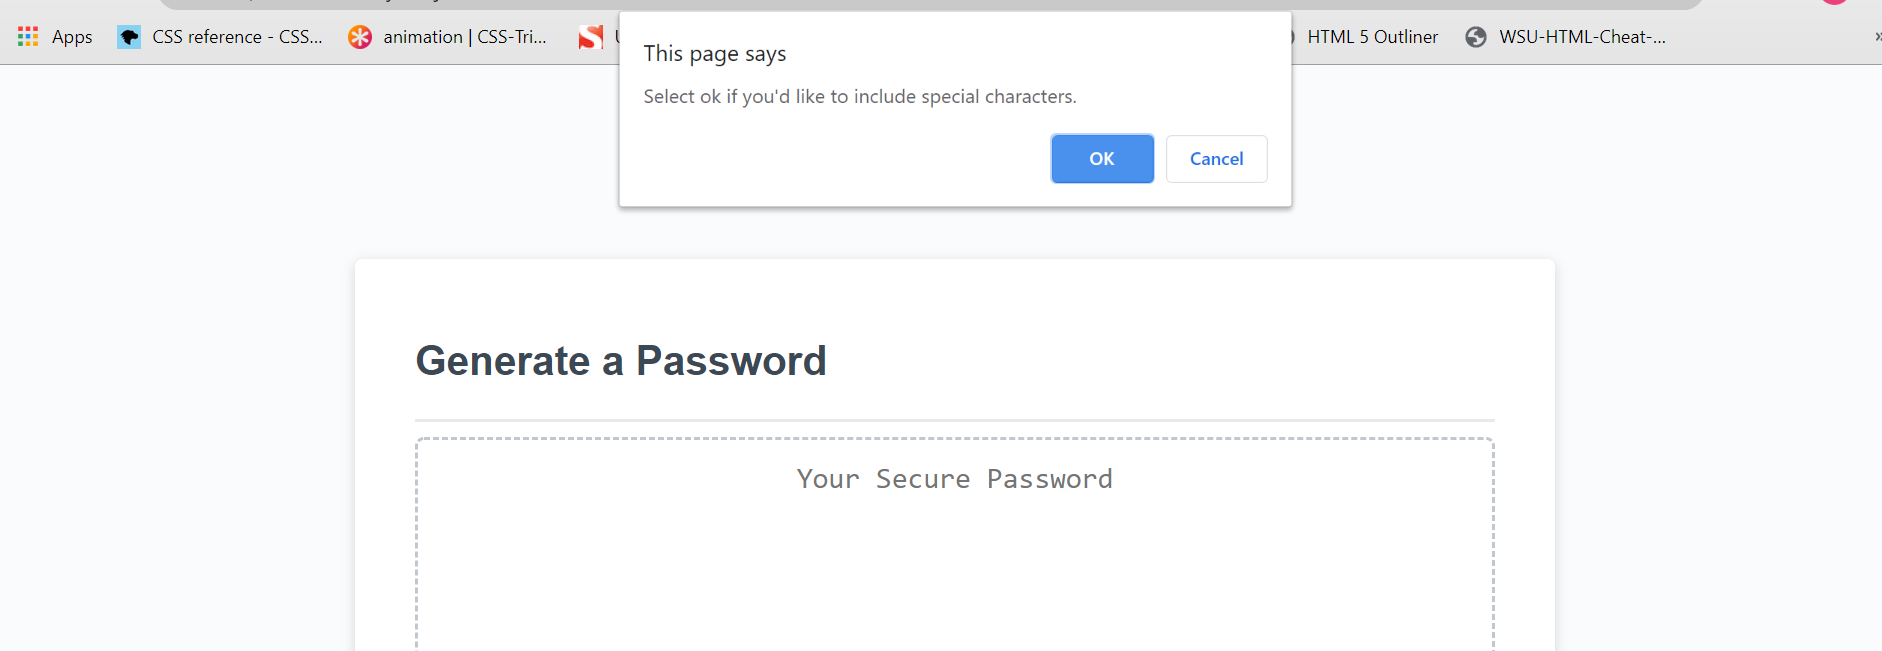 Apps CSS reference - CSS... animation | CSS-Tri... HTML 5 Outliner WSU-HTML-Cheat-... »
This page says
Select ok if you'd like to include special characters.
OK Cancel
Generate a Password
Your Secure Password